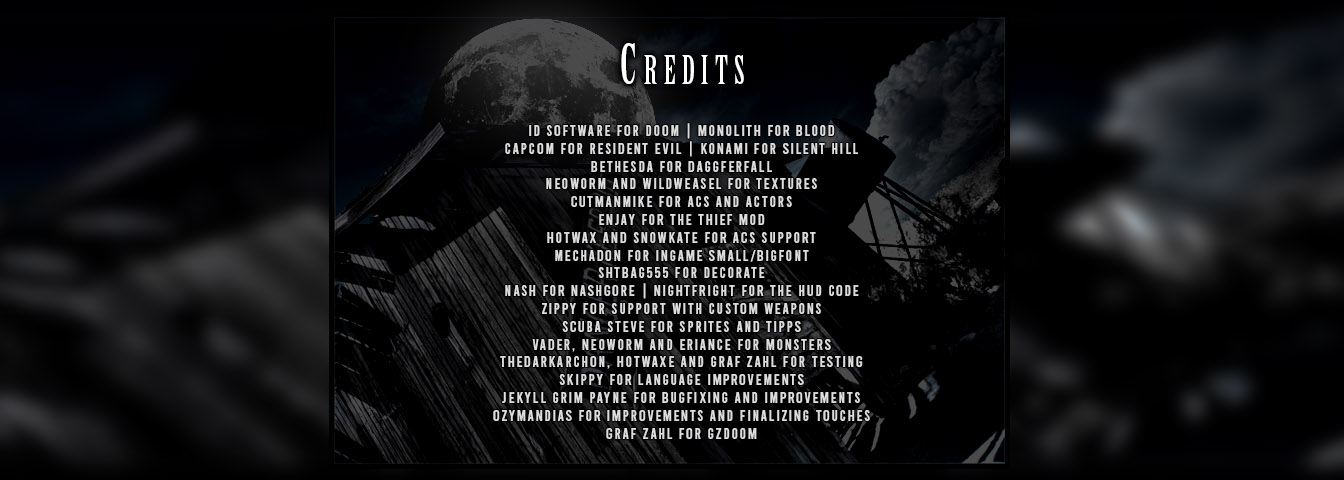 CREDITS
ID SOFTWARE FOR DOOM | MONOLITH FOR BLOOD
CAPCOM FOR RESIDENT EVIL | KONAMI FOR SILENT HILL
BETHESDA FOR DAGGFERFALL
NEOWORM AND WILDWEASEL FOR TEXTURES
CUTMANMIKE FOR ACS AND ACTORS
ENJAY FOR THE THIEF MOD
HOTWAX AND SNOWKATE FOR ACS SUPPORT
MECHADON FOR INGAME SMALL/BIGFONT
SHTBAG555 FOR DECORATE
NASH FOR NASHGORE | NIGHTFRIGHT FOR THE HUD CODE
ZIPPY FOR SUPPORT WITH CUSTOM WEAPONS
SCUBA STEVE FOR SPRITES AND TIPPS
VADER, NEOWORM AND ERIANCE FOR MONSTERS
THEDARKARCHON, HOTWAXE AND GRAF ZAHL FOR TESTING
SKIPPY FOR LANGUAGE IMPROVEMENTS
JEKYLL GRIM PAYNE FOR BUGFIXING AND IMPROVEMENTS
OZYMANDIAS FOR IMPROVEMENTS AND FINALIZING TOUCHES
GRAF ZAHL FOR GZDOOM